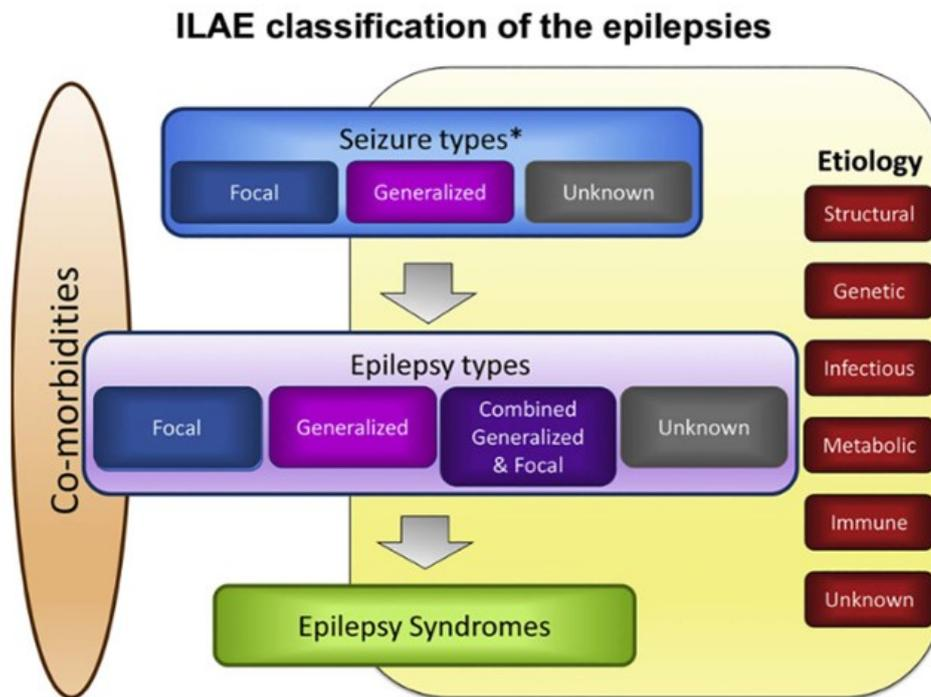 ILAE classification of the epilepsies
Co-morbidities
Seizure types*
Focal
Generalized
Unknown
Epilepsy types
Focal
Generalized
Combined
Generalized
& Focal
Unknown
Epilepsy Syndromes
Etiology
Structural
Genetic
Infectious
Metabolic
Immune
Unknown